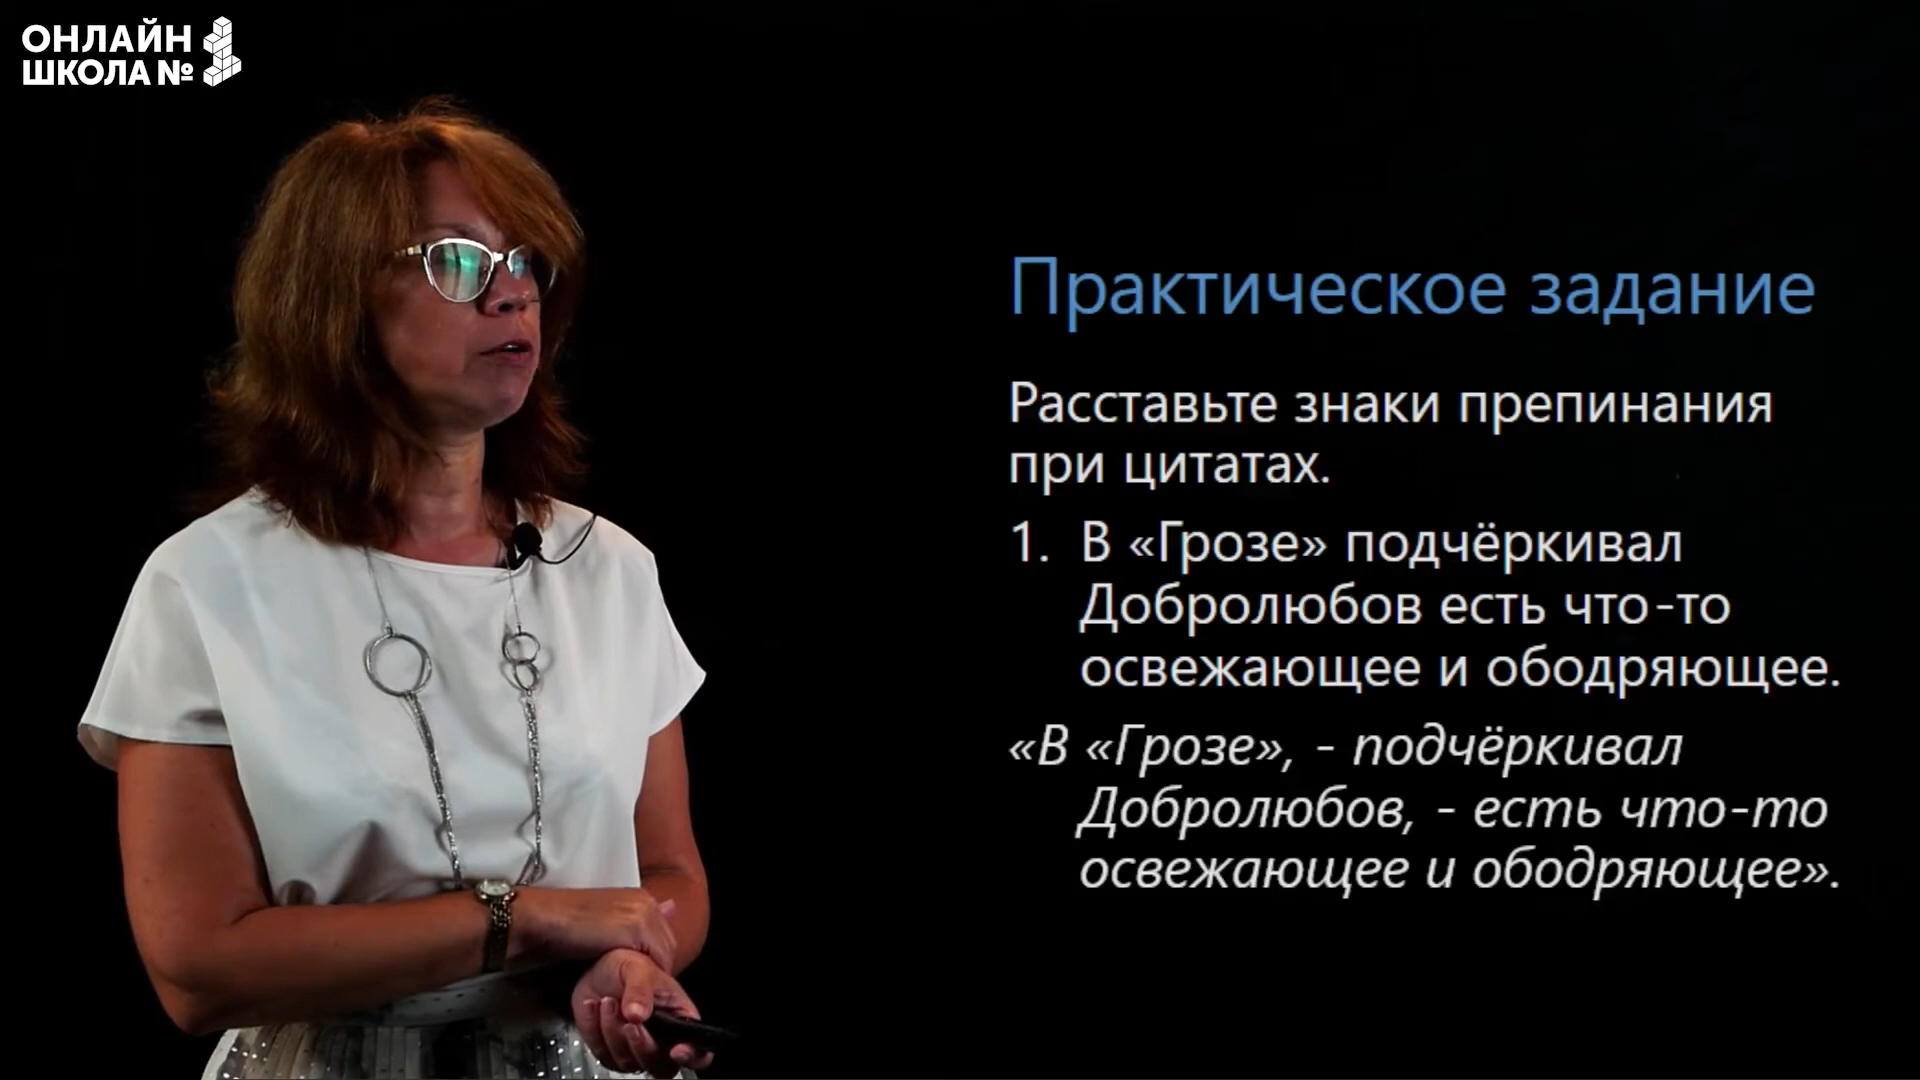 ОНЛАЙН
ШКОЛА №1
Практическое задание
Расставьте знаки препинания
при цитатах.
1. В «Грозе» подчёркивал
Добролюбов есть что-то
освежающее и ободряющее.
«В «Грозе», - подчёркивал
Добролюбов, - есть что-то
освежающее и ободряющее».